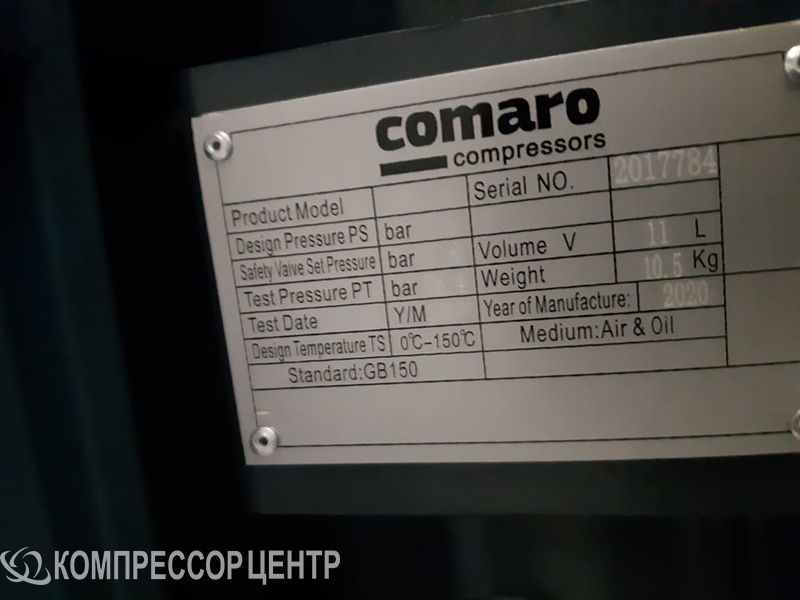 comaro
compressors
Product Model
Serial NO. 2017784
Design Pressure PS bar
Safety Valve Set Pressure bar
Volume V 11 L
Test Pressure PT bar
Weight 10.5 Kg
Test Date Y/M
Year of Manufacture: 2020
Design Temperature TS 0℃-150℃
Medium:Air & Oil
Standard:GB150
КОМПРЕССОР ЦЕНТР